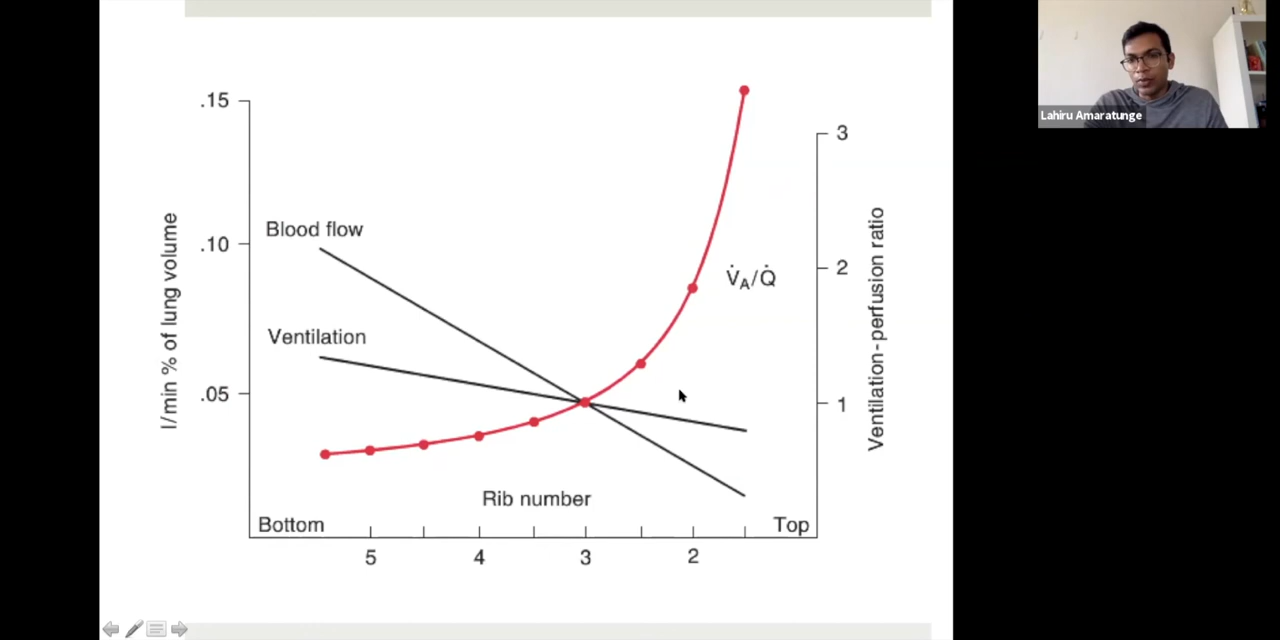 .15
.10
.05
l/min % of lung volume
Blood flow
Ventilation
V̇A/Q̇
3
2
1
Ventilation-perfusion ratio
Rib number
Bottom
Top
5
4
3
2
Lahiru Amaratunge